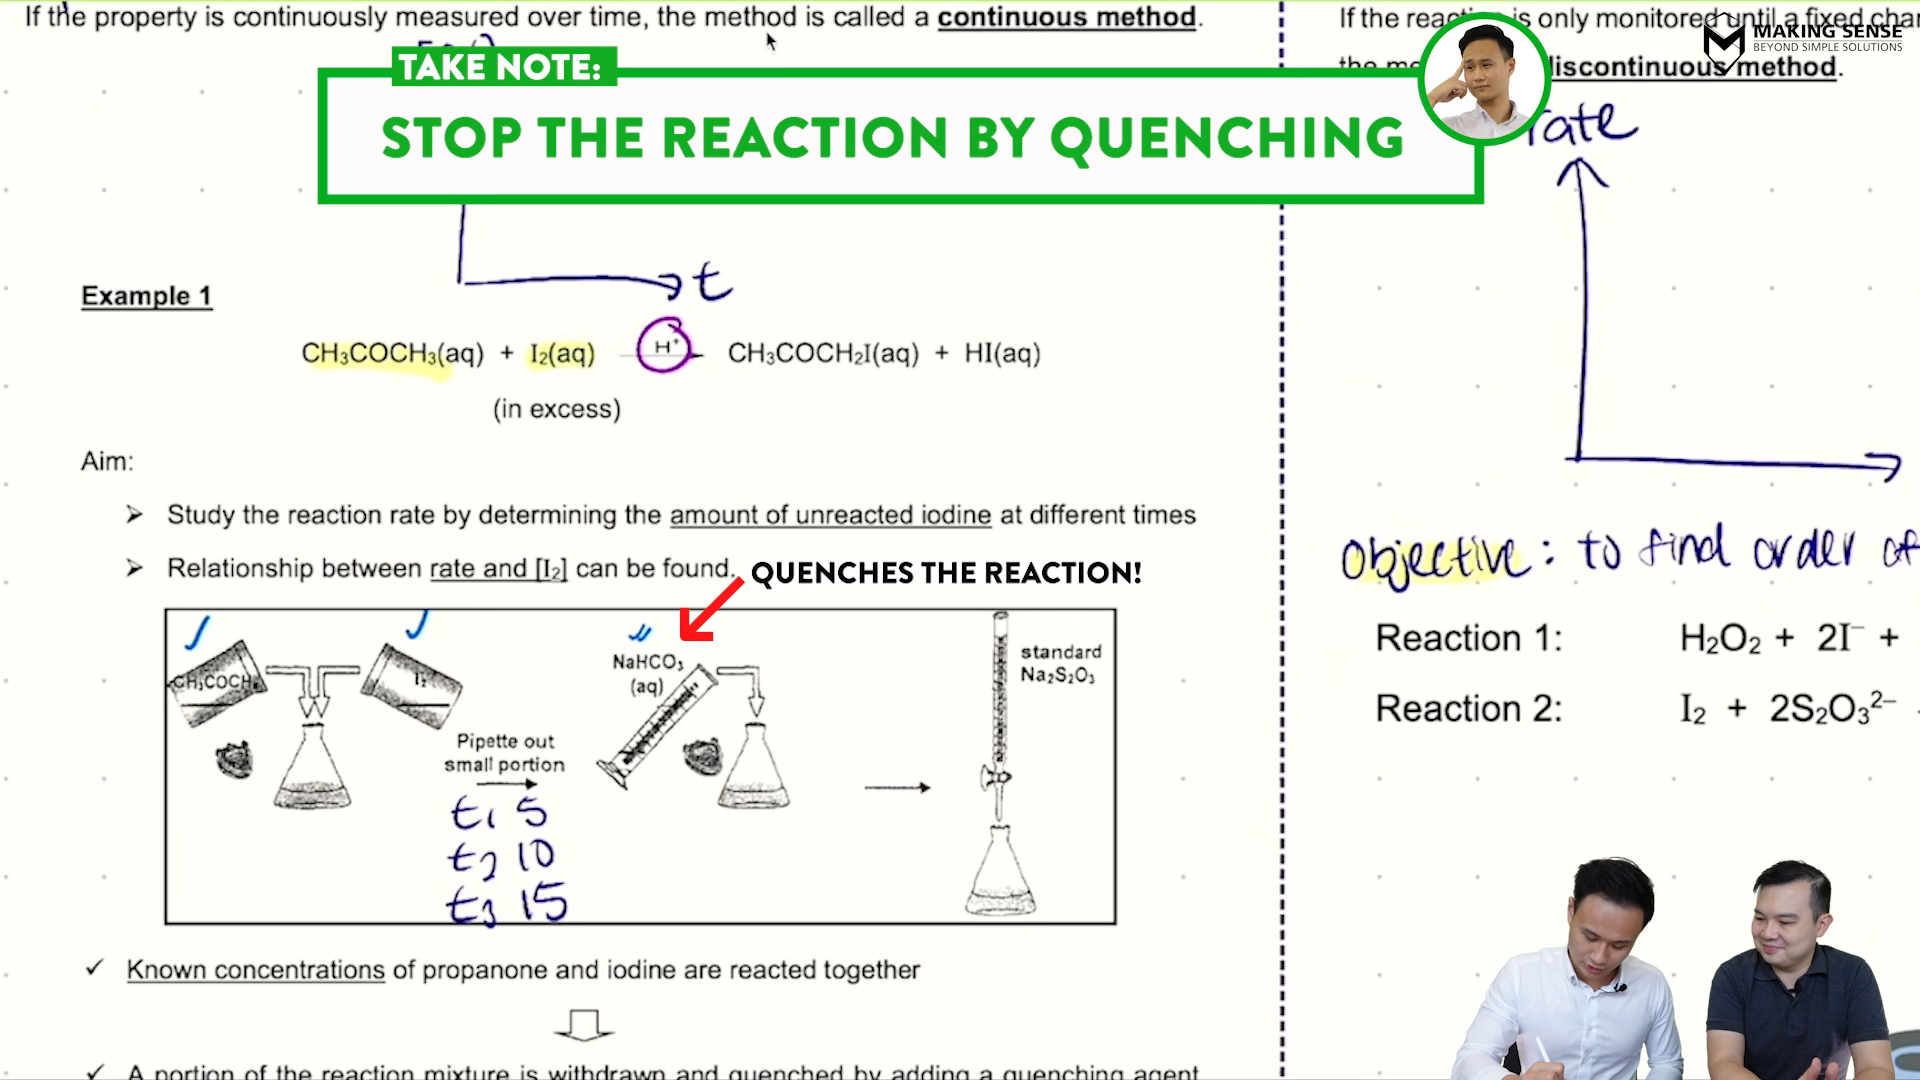 If the property is continuously measured over time, the method is called a continuous method.
TAKE NOTE:
STOP THE REACTION BY QUENCHING
t
Example 1
CH₃COCH₃(aq) + I₂(aq) H⁺ CH₃COCH₂I(aq) + HI(aq)
(in excess)
Aim:
➢ Study the reaction rate by determining the amount of unreacted iodine at different times
➢ Relationship between rate and [I₂] can be found.
QUENCHES THE REACTION!
CH₃COCH₃
I₂
Pipette out
small portion
t₁ 5
t₂ 10
t₃ 15
NaHCO₃
(aq)
standard
Na₂S₂O₃
✓ Known concentrations of propanone and iodine are reacted together
✓ A portion of the reaction mixture is withdrawn and quenched by adding a quenching agent
If the is only monitored until a fixed
MAKING SENSE
BEYOND SIMPLE SOLUTIONS
the discontinuous method.
rate
Objective: to find order of
Reaction 1: H₂O₂ + 2I⁻ +
Reaction 2: I₂ + 2S₂O₃²⁻